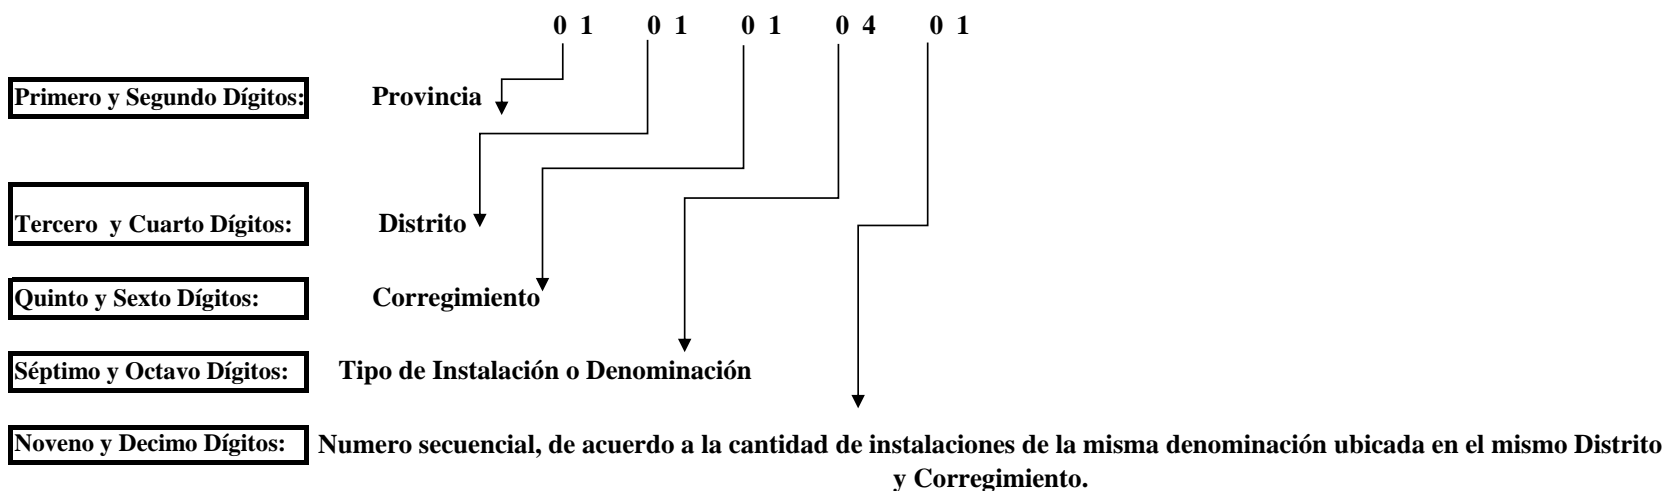 0 1 0 1 0 1 0 4 0 1
Primero y Segundo Dígitos: Provincia
Tercero y Cuarto Dígitos: Distrito
Quinto y Sexto Dígitos: Corregimiento
Séptimo y Octavo Dígitos: Tipo de Instalación o Denominación
Noveno y Decimo Dígitos: Numero secuencial, de acuerdo a la cantidad de instalaciones de la misma denominación ubicada en el mismo Distrito
y Corregimiento.